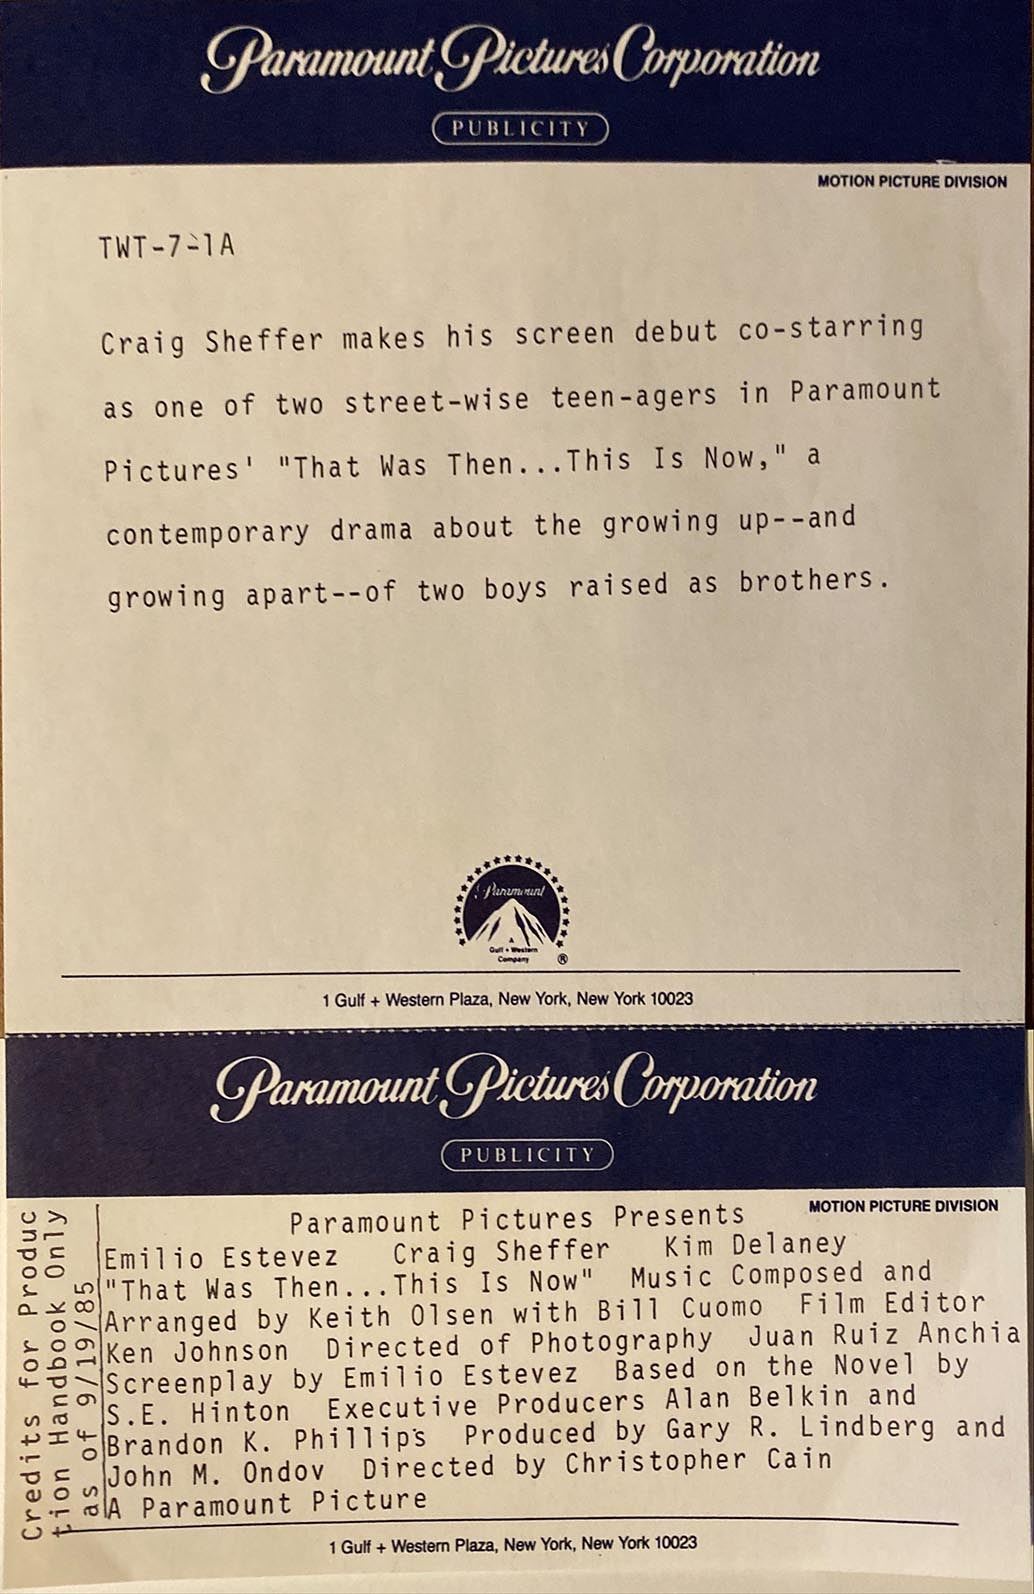 Paramount Pictures Corporation
PUBLICITY
MOTION PICTURE DIVISION
TWT-7-1A
Craig Sheffer makes his screen debut co-starring
as one of two street-wise teen-agers in Paramount
Pictures' "That Was Then...This Is Now," a
contemporary drama about the growing up--and
growing apart--of two boys raised as brothers.
Paramount
A
Gulf + Western
Company
®
1 Gulf + Western Plaza, New York, New York 10023
Paramount Pictures Corporation
PUBLICITY
MOTION PICTURE DIVISION
Credits for Produc
tion Handbook Only
as of 9/19/85
Paramount Pictures Presents
Emilio Estevez Craig Sheffer Kim Delaney
"That Was Then...This Is Now" Music Composed and
Arranged by Keith Olsen with Bill Cuomo Film Editor
Ken Johnson Directed of Photography Juan Ruiz Anchia
Screenplay by Emilio Estevez Based on the Novel by
S.E. Hinton Executive Producers Alan Belkin and
Brandon K. Phillips Produced by Gary R. Lindberg and
John M. Ondov Directed by Christopher Cain
A Paramount Picture
1 Gulf + Western Plaza, New York, New York 10023